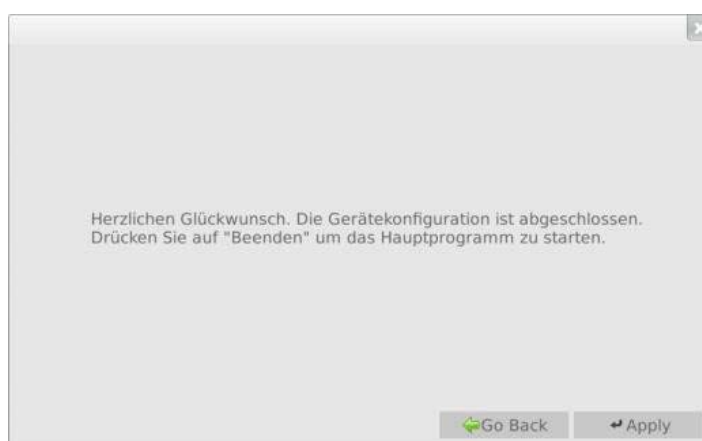 Herzlichen Glückwunsch. Die Gerätekonfiguration ist abgeschlossen.
Drücken Sie auf "Beenden" um das Hauptprogramm zu starten.
Go Back
Apply